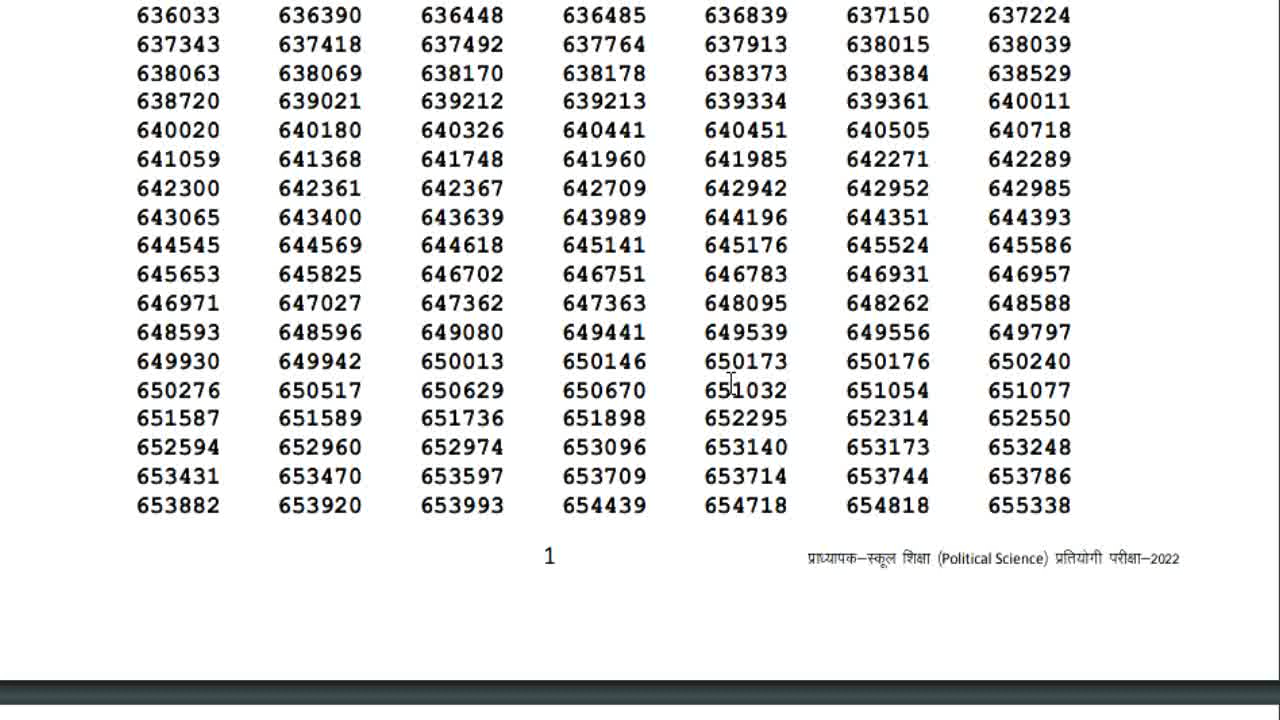 636033 636390 636448 636485 636839 637150 637224
637343 637418 637492 637764 637913 638015 638039
638063 638069 638170 638178 638373 638384 638529
638720 639021 639212 639213 639334 639361 640011
640020 640180 640326 640441 640451 640505 640718
641059 641368 641748 641960 641985 642271 642289
642300 642361 642367 642709 642942 642952 642985
643065 643400 643639 643989 644196 644351 644393
644545 644569 644618 645141 645176 645524 645586
645653 645825 646702 646751 646783 646931 646957
646971 647027 647362 647363 648095 648262 648588
648593 648596 649080 649441 649539 649556 649797
649930 649942 650013 650146 650173 650176 650240
650276 650517 650629 650670 651032 651054 651077
651587 651589 651736 651898 652295 652314 652550
652594 652960 652974 653096 653140 653173 653248
653431 653470 653597 653709 653714 653744 653786
653882 653920 653993 654439 654718 654818 655338
1 प्राध्यापक–स्कूल शिक्षा (Political Science) प्रतियोगी परीक्षा–2022